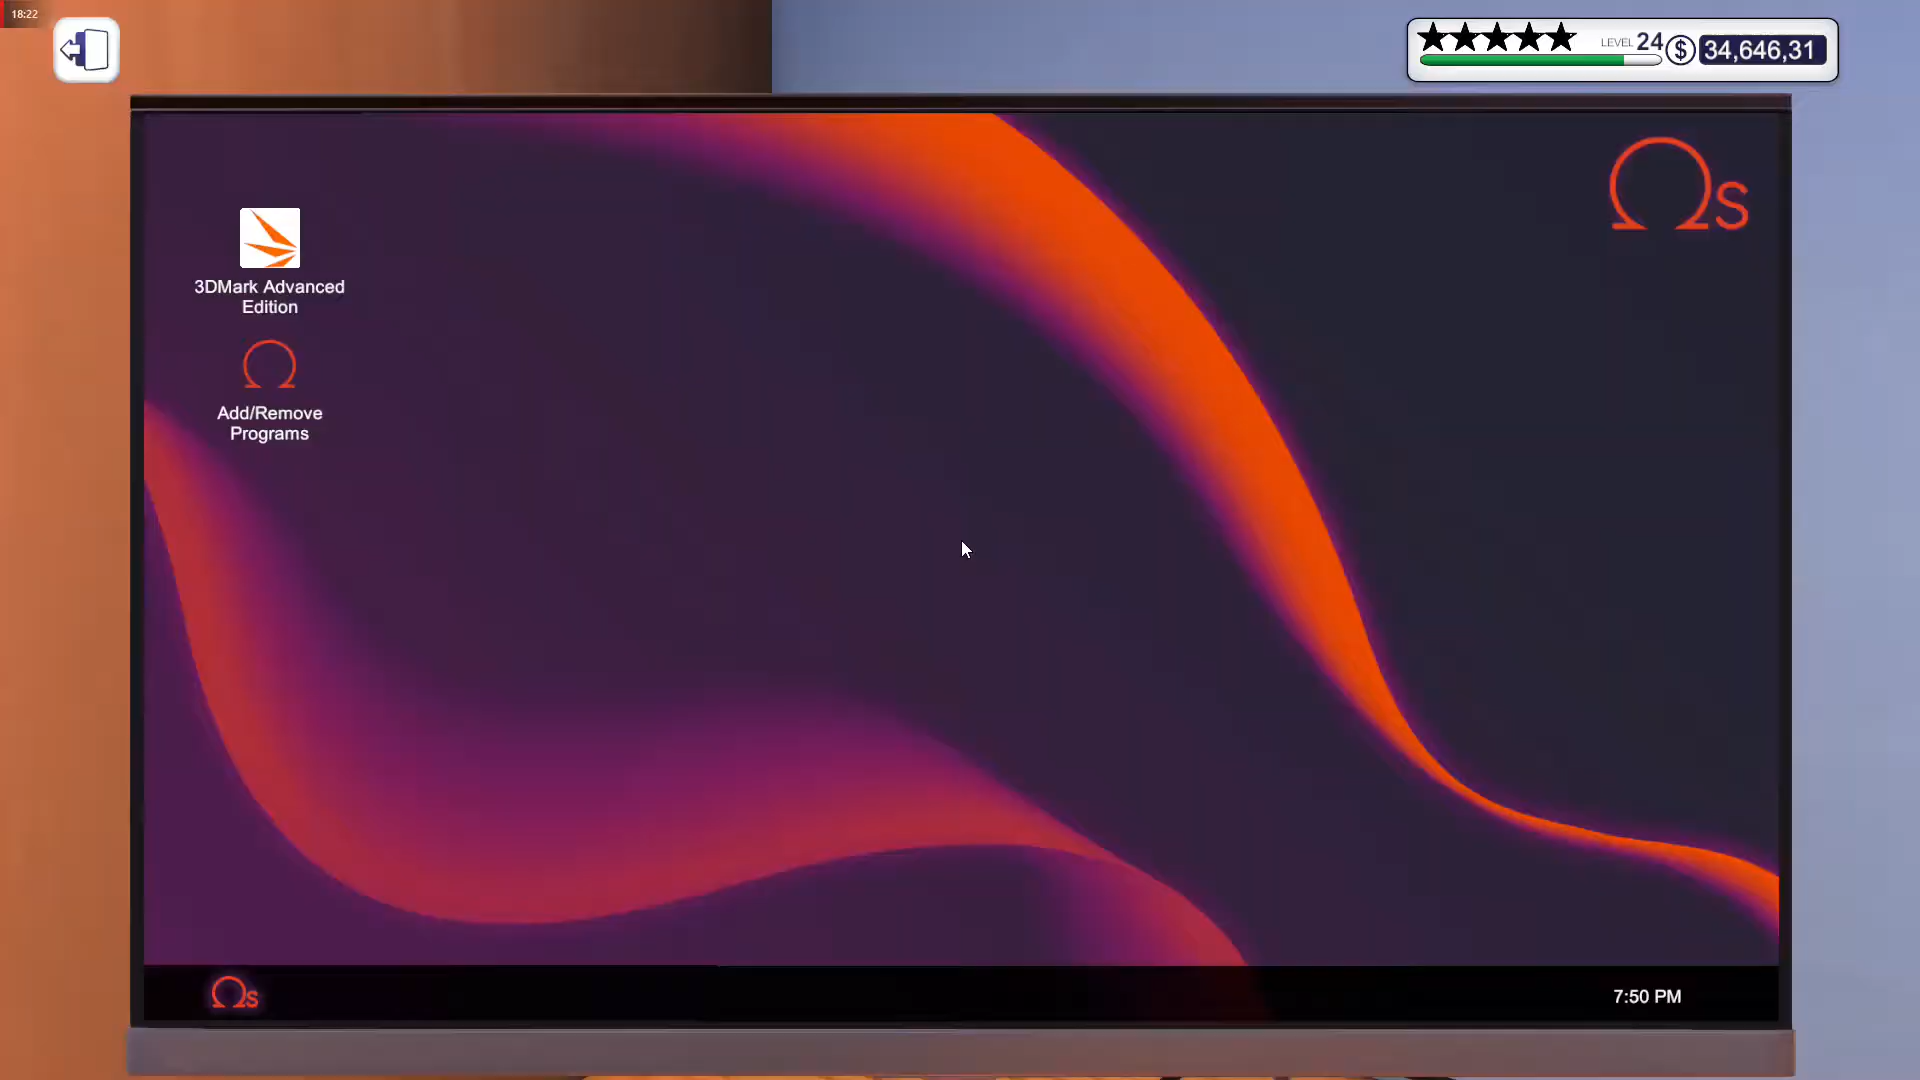 18:22
LEVEL 24
$ 34,646,31
Ωs
3DMark Advanced
Edition
Add/Remove
Programs
Ωs
7:50 PM